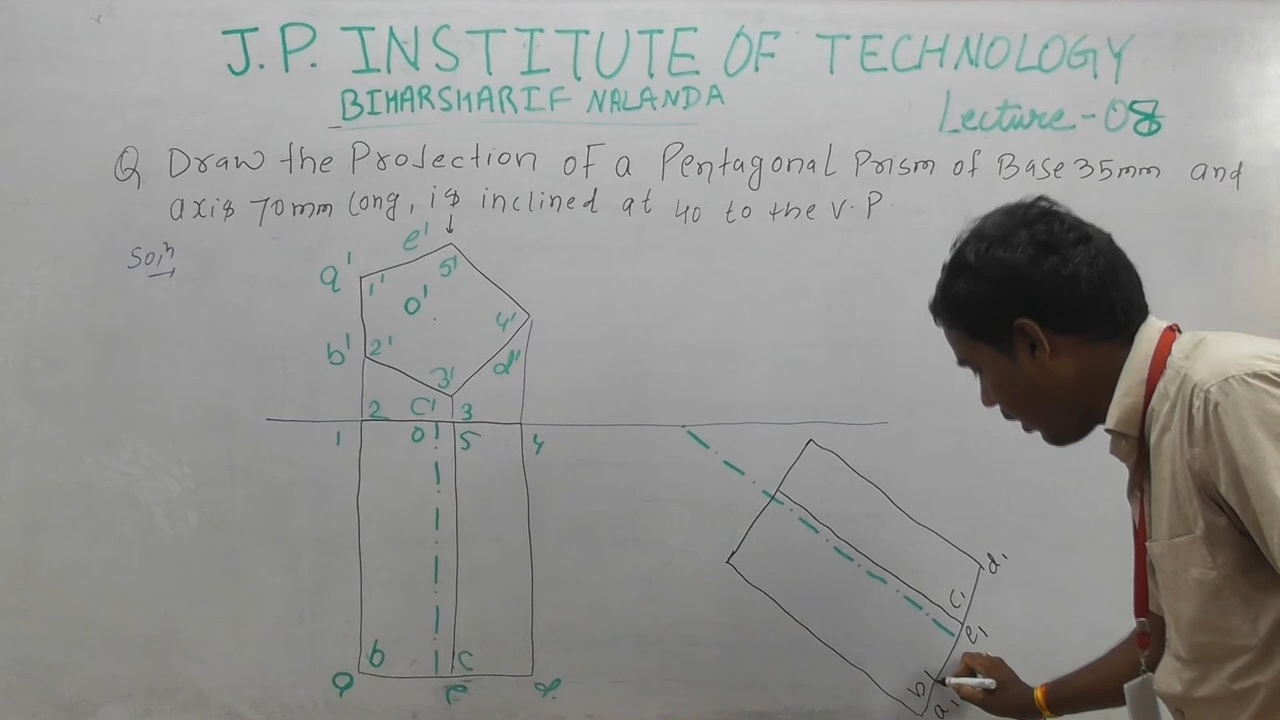 J.P. INSTITUTE OF TECHNOLOGY
BIHARSHARIF NALANDA
Lecture-08
Q Draw the Projection of a Pentagonal Prism of Base 35mm and
axis 70mm long, is inclined at 40 to the V.P.
Soln
e'
a' 1' 5'
o'
4'
b' 2' d'
3'
2 c' 3
1 o 5 4
b c
a e d
d1
c1
e1
b
a1